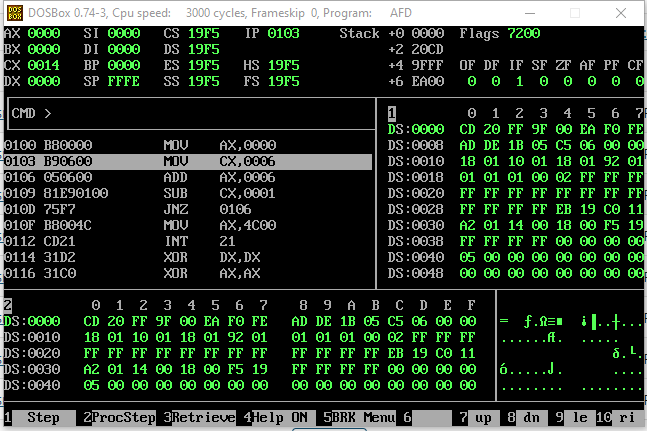 DOSBox 0.74-3, Cpu speed: 3000 cycles, Frameskip 0, Program: AFD
AX 0000 SI 0000 CS 19F5 IP 0103 Stack +0 0000 Flags 7200
BX 0000 DI 0000 DS 19F5 +2 20CD
CX 0014 BP 0000 ES 19F5 HS 19F5 +4 9FFF OF DF IF SF ZF AF PF CF
DX 0000 SP FFFE SS 19F5 FS 19F5 +6 EA00 0 0 1 0 0 0 0 0
CMD >
0100 B80000 MOV AX,0000
0103 B90600 MOV CX,0006
0106 050600 ADD AX,0006
0109 81E90100 SUB CX,0001
010D 75F7 JNZ 0106
010F B8004C MOV AX,4C00
0112 CD21 INT 21
0114 31D2 XOR DX,DX
0116 31C0 XOR AX,AX
1 0 1 2 3 4 5 6 7
DS:0000 CD 20 FF 9F 00 EA F0 FE
DS:0008 AD DE 1B 05 C5 06 00 00
DS:0010 18 01 10 01 18 01 92 01
DS:0018 01 01 01 00 02 FF FF FF
DS:0020 FF FF FF FF FF FF FF FF
DS:0028 FF FF FF FF EB 19 C0 11
DS:0030 A2 01 14 00 18 00 F5 19
DS:0038 FF FF FF FF 00 00 00 00
DS:0040 05 00 00 00 00 00 00 00
DS:0048 00 00 00 00 00 00 00 00
2 0 1 2 3 4 5 6 7 8 9 A B C D E F
DS:0000 CD 20 FF 9F 00 EA F0 FE AD DE 1B 05 C5 06 00 00
DS:0010 18 01 10 01 18 01 92 01 01 01 01 00 02 FF FF FF
DS:0020 FF FF FF FF FF FF FF FF FF FF FF FF EB 19 C0 11
DS:0030 A2 01 14 00 18 00 F5 19 FF FF FF FF 00 00 00 00
DS:0040 05 00 00 00 00 00 00 00 00 00 00 00 00 00 00 00
1 Step 2 ProcStep 3 Retrieve 4 Help ON 5 BRK Menu 6 7 up 8 dn 9 le 10 ri